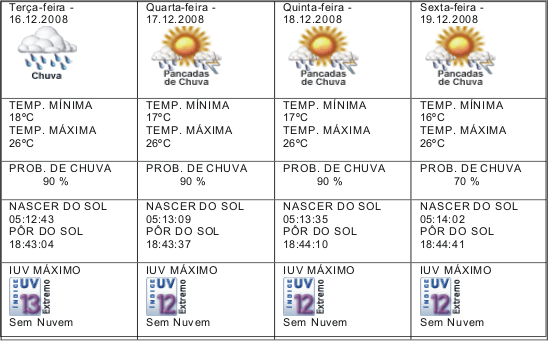 Terça-feira -
16.12.2008
Chuva
Quarta-feira -
17.12.2008
Pancadas
de Chuva
Quinta-feira -
18.12.2008
Pancadas
de Chuva
Sexta-feira -
19.12.2008
Pancadas
de Chuva
TEMP. MÍNIMA
18ºC
TEMP. MÁXIMA
26ºC
TEMP. MÍNIMA
17ºC
TEMP. MÁXIMA
26ºC
TEMP. MÍNIMA
17ºC
TEMP. MÁXIMA
26ºC
TEMP. MÍNIMA
16ºC
TEMP. MÁXIMA
26ºC
PROB. DE CHUVA
90 %
PROB. DE CHUVA
90 %
PROB. DE CHUVA
90 %
PROB. DE CHUVA
70 %
NASCER DO SOL
05:12:43
PÔR DO SOL
18:43:04
NASCER DO SOL
05:13:09
PÔR DO SOL
18:43:37
NASCER DO SOL
05:13:35
PÔR DO SOL
18:44:10
NASCER DO SOL
05:14:02
PÔR DO SOL
18:44:41
IUV MÁXIMO
ÍNDICE UV 13 Extremo
Sem Nuvem
IUV MÁXIMO
ÍNDICE UV 12 Extremo
Sem Nuvem
IUV MÁXIMO
ÍNDICE UV 12 Extremo
Sem Nuvem
IUV MÁXIMO
ÍNDICE UV 12 Extremo
Sem Nuvem